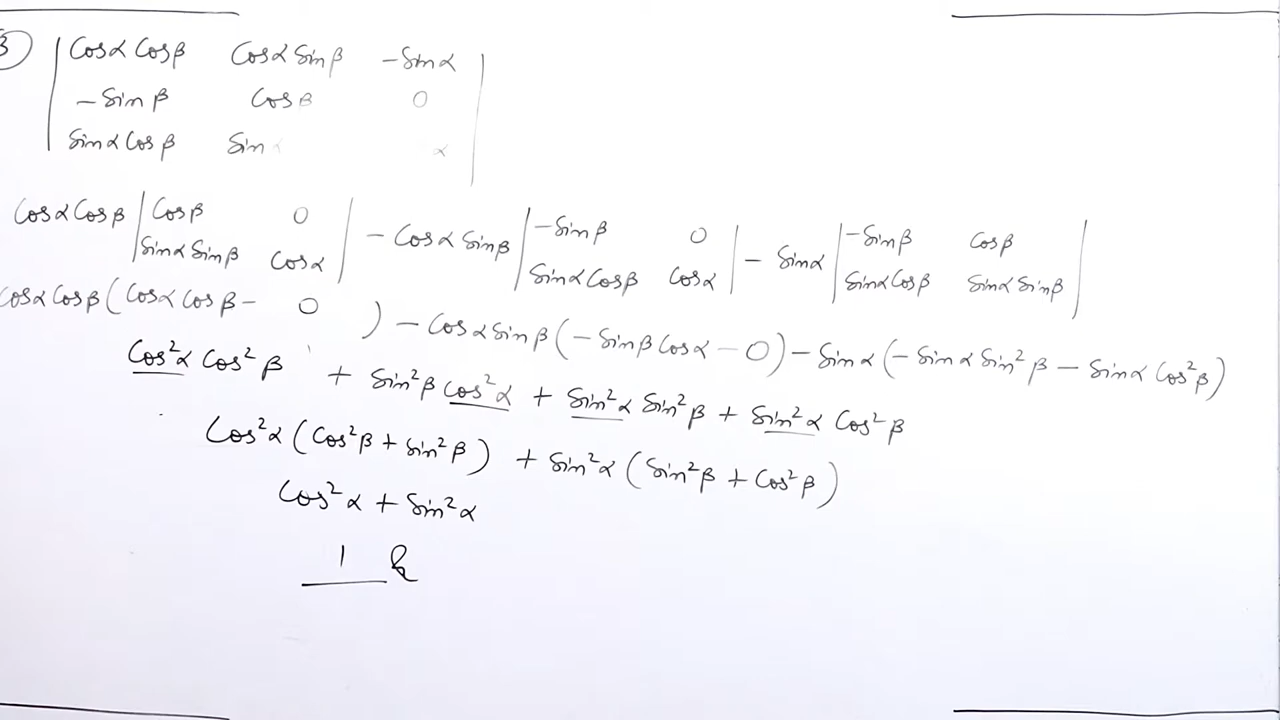 3 | Cosα Cosβ Cosα Sinβ -Sinα |
-Sinβ Cosβ 0
Sinα Cosβ Sin α
Cosα Cosβ | Cosβ 0 | - Cosα Sinβ | -Sinβ 0 | - Sinα | -Sinβ Cosβ |
Sinα Sinβ Cosα Sinα Cosβ Cosα Sinα Cosβ Sinα Sinβ
Cosα Cosβ (Cosα Cosβ - 0) - Cosα Sinβ (-Sinβ Cosα - 0) - Sinα (-Sinα Sin²β - Sinα Cos²β)
Cos²α Cos²β + Sin²β Cos²α + Sin²α Sin²β + Sin²α Cos²β
Cos²α (Cos²β + Sin²β) + Sin²α (Sin²β + Cos²β)
Cos²α + Sin²α
1